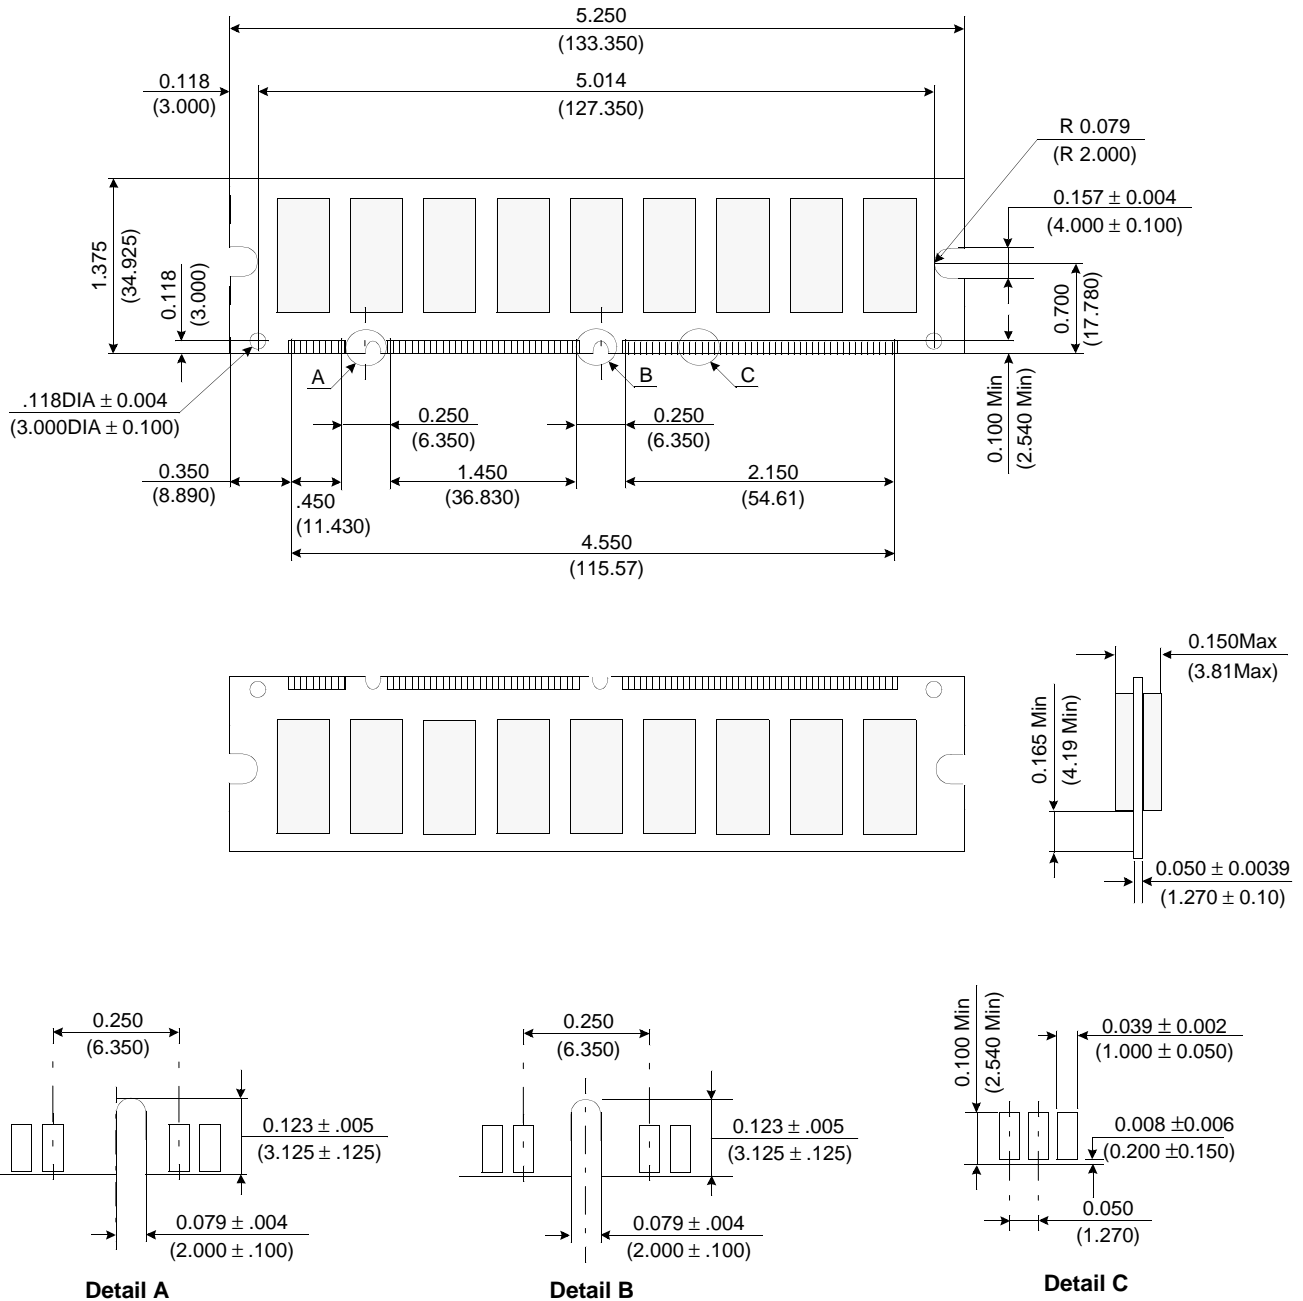 5.250
(133.350)
0.118
(3.000)
5.014
(127.350)
R 0.079
(R 2.000)
0.157 ± 0.004
(4.000 ± 0.100)
1.375
(34.925)
0.118
(3.000)
0.700
(17.780)
A
B
C
.118DIA ± 0.004
(3.000DIA ± 0.100)
0.250
(6.350)
0.250
(6.350)
0.100 Min
(2.540 Min)
0.350
(8.890)
.450
(11.430)
1.450
(36.830)
2.150
(54.61)
4.550
(115.57)
0.150Max
(3.81Max)
0.165 Min
(4.19 Min)
0.050 ± 0.0039
(1.270 ± 0.10)
0.250
(6.350)
0.123 ± .005
(3.125 ± .125)
0.079 ± .004
(2.000 ± .100)
Detail A
0.250
(6.350)
0.123 ± .005
(3.125 ± .125)
0.079 ± .004
(2.000 ± .100)
Detail B
0.100 Min
(2.540 Min)
0.039 ± 0.002
(1.000 ± 0.050)
0.008 ±0.006
(0.200 ±0.150)
0.050
(1.270)
Detail C